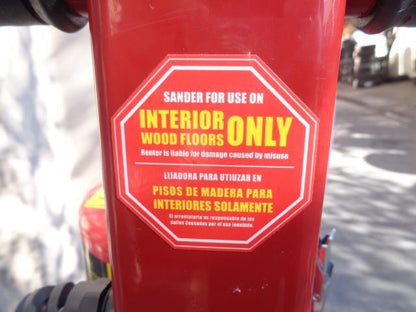 SANDER FOR USE ON
INTERIOR
WOOD FLOORS ONLY
Renter is liable for damage caused by misuse
LIJADORA PARA UTIUZAR EN
PISOS DE MADERA PARA
INTERIORES SOLAMENTE
El arrendatario es responsable de los
daños Causados por el uso indebido.